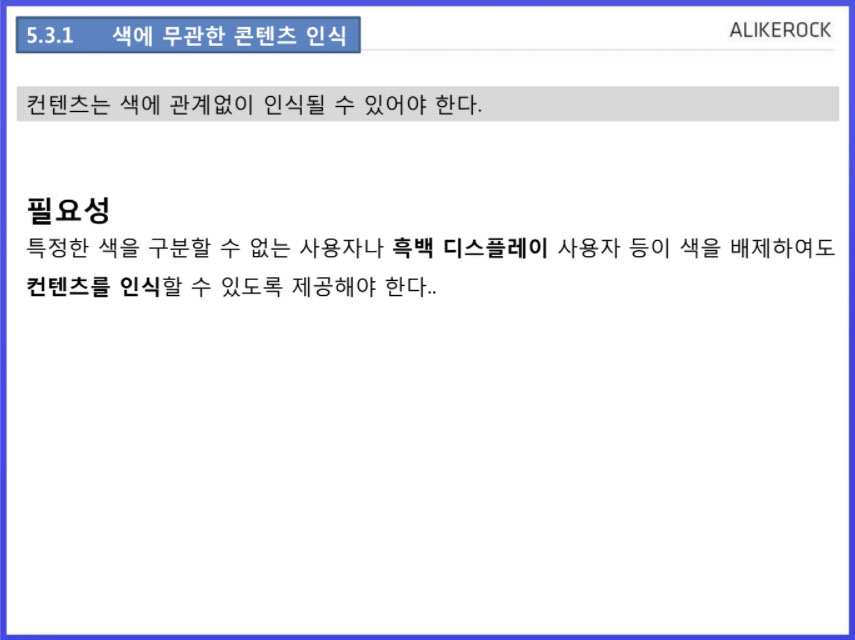 5.3.1 색에 무관한 콘텐츠 인식
ALIKEROCK
컨텐츠는 색에 관계없이 인식될 수 있어야 한다.
필요성
특정한 색을 구분할 수 없는 사용자나 흑백 디스플레이 사용자 등이 색을 배제하여도
컨텐츠를 인식할 수 있도록 제공해야 한다..